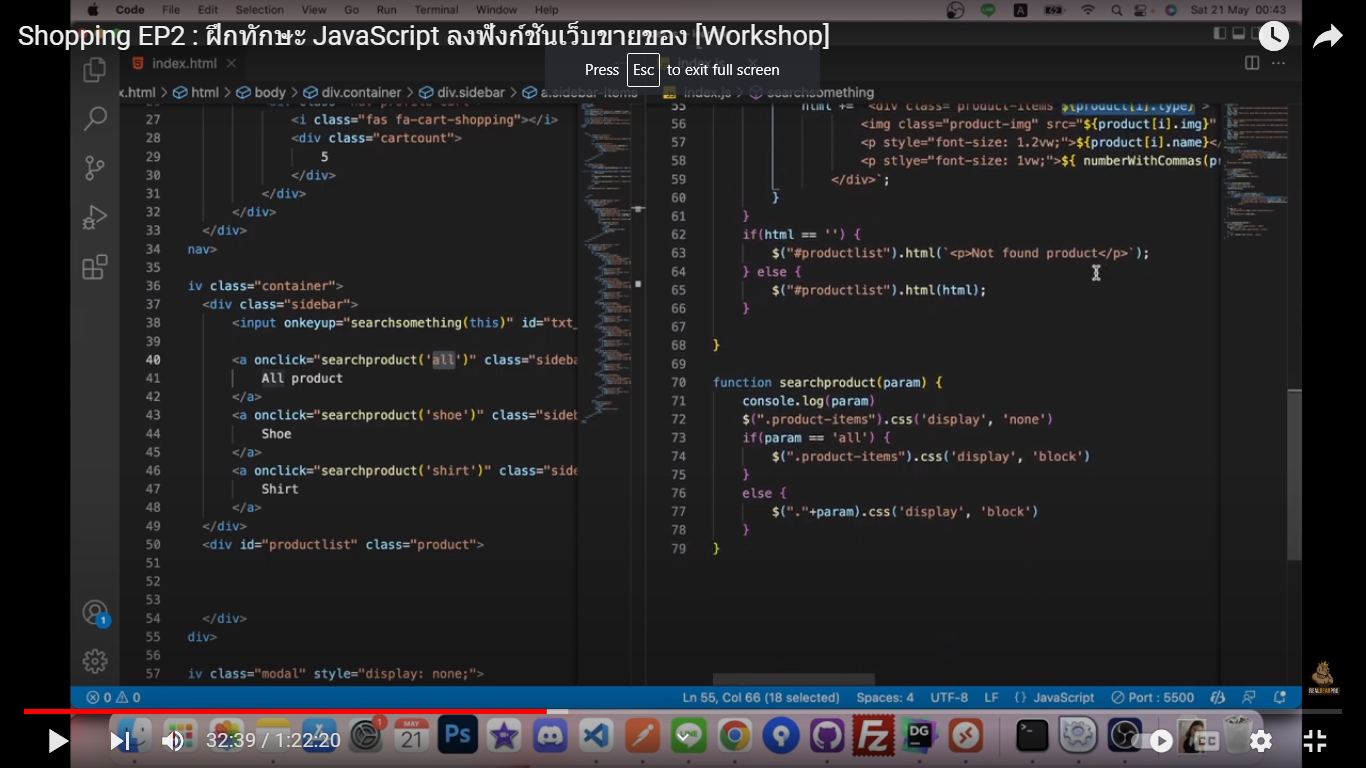 Code File Edit Selection View Go Run Terminal Window Help Sat 21 May 00:43
Shopping EP2 : ฝึกทักษะ JavaScript ลงฟังก์ชันเว็บขายของ [Workshop]
Press Esc to exit full screen
index.html
index.js
x.html > html > body > div.container > div.sidebar > a.sidebar-items
index.js > searchsomething
27 <i class="fas fa-cart-shopping"></i>
28 <div class="cartcount">
29 5
30 </div>
31 </div>
32 </div>
33 </div>
34 nav>
35
36 iv class="container">
37 <div class="sidebar">
38 <input onkeyup="searchsomething(this)" id="txt_
39
40 <a onclick="searchproduct('all')" class="sideba
41 All product
42 </a>
43 <a onclick="searchproduct('shoe')" class="sideb
44 Shoe
45 </a>
46 <a onclick="searchproduct('shirt')" class="side
47 Shirt
48 </a>
49 </div>
50 <div id="productlist" class="product">
51
52
53
54 </div>
55 div>
56
57 iv class="modal" style="display: none;">
55 html += `<div class="product-items ${product[i].type}">
56 <img class="product-img" src="${product[i].img}"
57 <p style="font-size: 1.2vw;">${product[i].name}</
58 <p stlye="font-size: 1vw;">${ numberWithCommas(pr
59 </div>`;
60 }
61 }
62 if(html == '') {
63 $("#productlist").html(`<p>Not found product</p>`);
64 } else {
65 $("#productlist").html(html);
66 }
67
68 }
69
70 function searchproduct(param) {
71 console.log(param)
72 $(".product-items").css('display', 'none')
73 if(param == 'all') {
74 $(".product-items").css('display', 'block')
75 }
76 else {
77 $("."+param).css('display', 'block')
78 }
79 }
1
0 0 Ln 55, Col 66 (18 selected) Spaces: 4 UTF-8 LF {} JavaScript Port : 5500
MAY
21
1
Ps
FZ
DG
CC
32:39 / 1:22:20